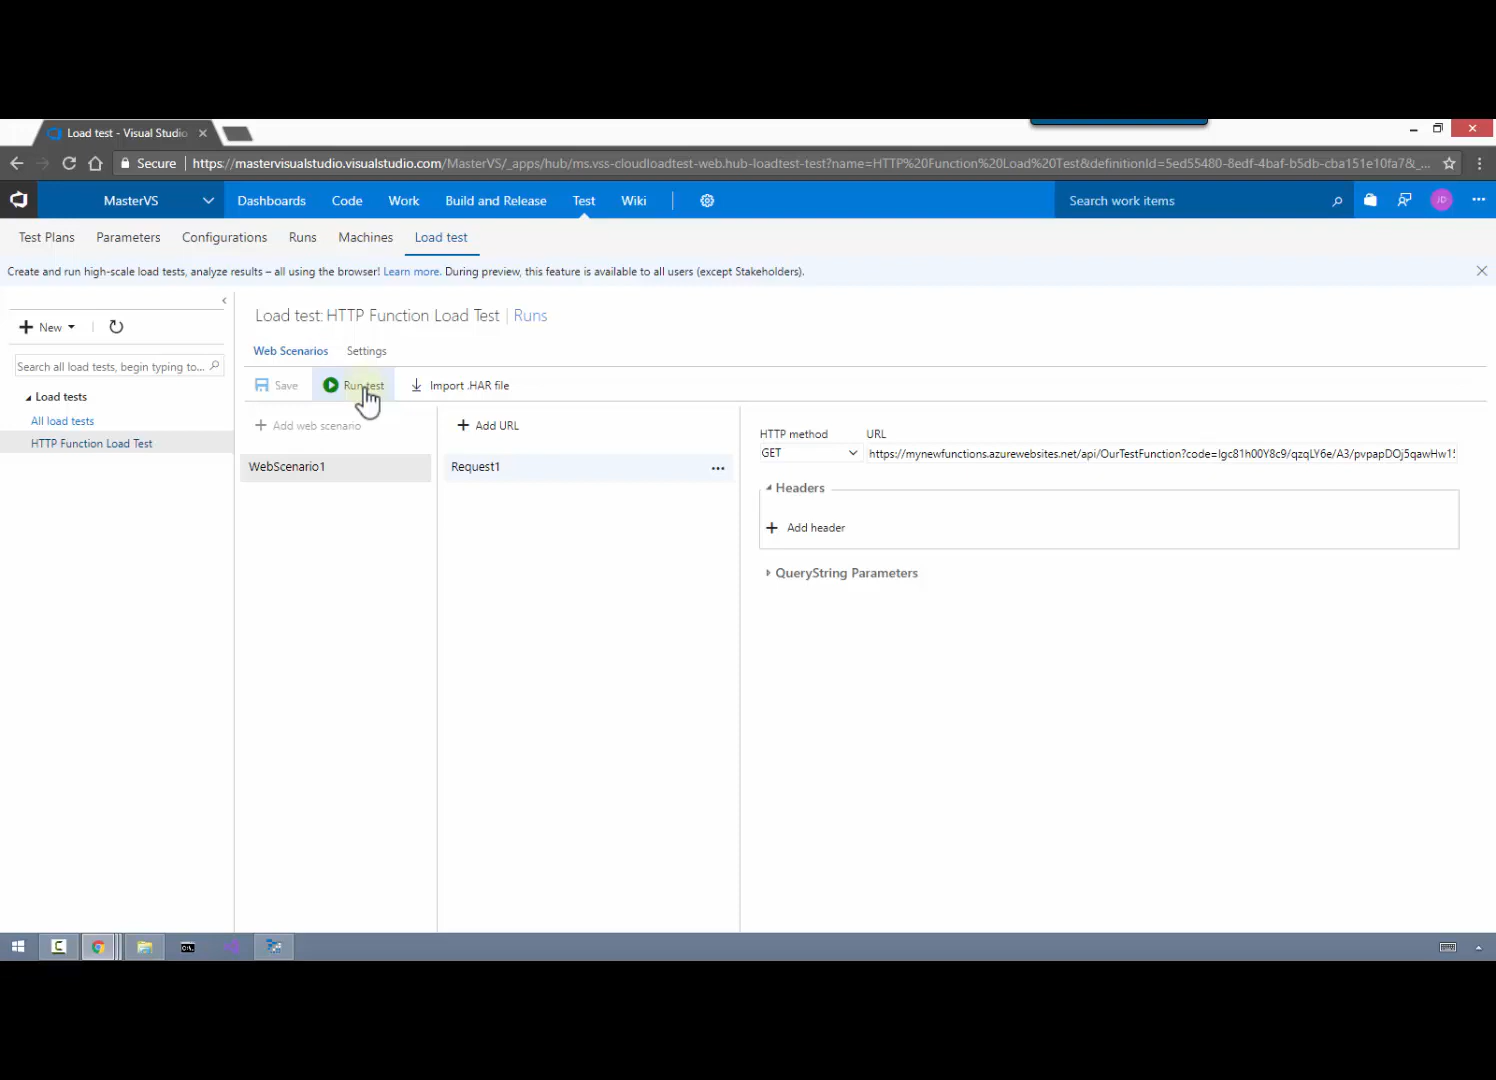 Load test - Visual Studio
Secure https://mastervisualstudio.visualstudio.com/MasterVS/_apps/hub/ms.vss-cloudloadtest-web.hub-loadtest-test?name=HTTP%20Function%20Load%20Test&definitionId=5ed55480-8edf-4baf-b5db-cba151e10fa7&_...
MasterVS Dashboards Code Work Build and Release Test Wiki Search work items JD
Test Plans Parameters Configurations Runs Machines Load test
Create and run high-scale load tests, analyze results – all using the browser! Learn more. During preview, this feature is available to all users (except Stakeholders).
Load test: HTTP Function Load Test | Runs
New
Web Scenarios Settings
Search all load tests, begin typing to...
Save Run test Import .HAR file
Load tests
All load tests
HTTP Function Load Test
Add web scenario
Add URL
WebScenario1
Request1
HTTP method URL
GET https://mynewfunctions.azurewebsites.net/api/OurTestFunction?code=
Headers
Add header
QueryString Parameters